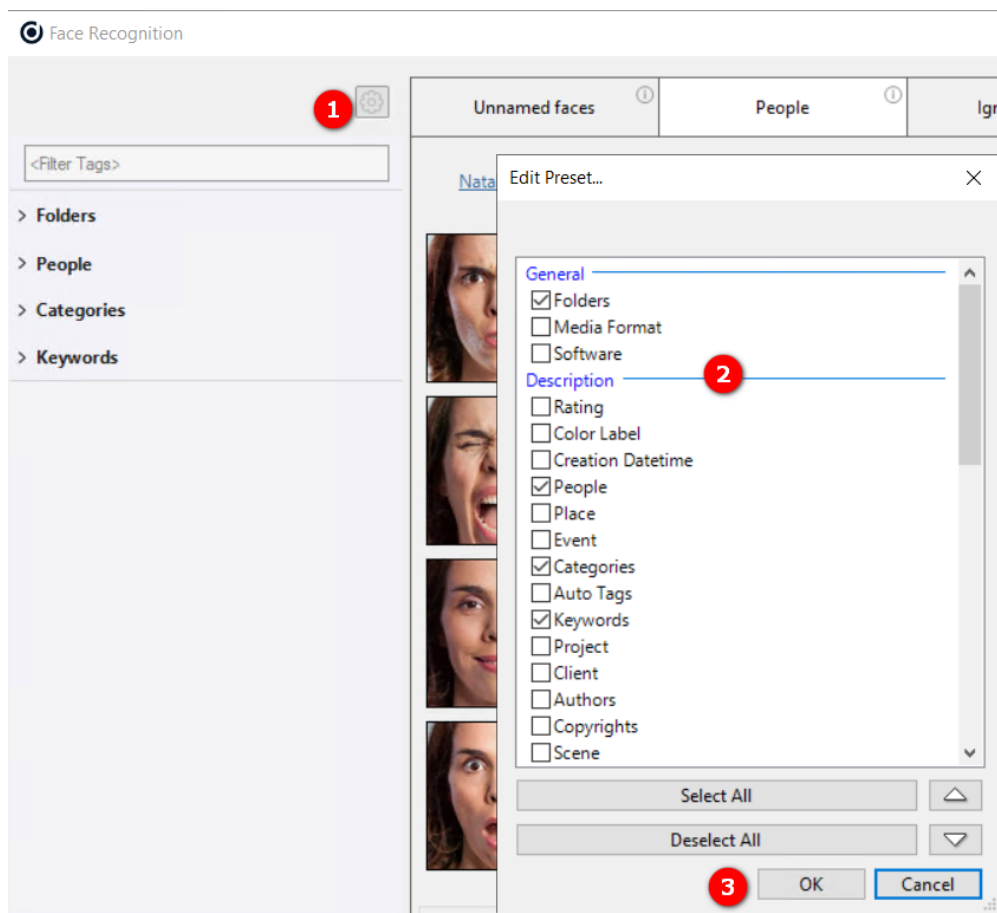 Face Recognition
1
Unnamed faces
People
<Filter Tags>
Folders
People
Categories
Keywords
Edit Preset...
General
Folders
Media Format
Software
Description
2
Rating
Color Label
Creation Datetime
People
Place
Event
Categories
Auto Tags
Keywords
Project
Client
Authors
Copyrights
Scene
Select All
Deselect All
3
OK
Cancel